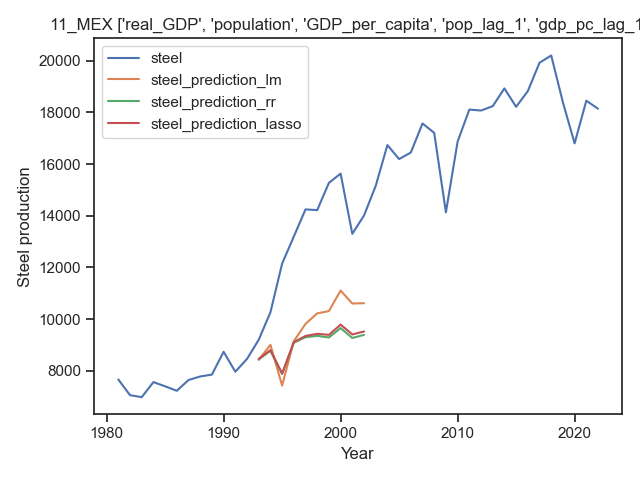 11_MEX ['real_GDP', 'population', 'GDP_per_capita', 'pop_lag_1', 'gdp_pc_lag_1
steel
steel_prediction_lm
steel_prediction_rr
steel_prediction_lasso
Steel production
20000
18000
16000
14000
12000
10000
8000
1980
1990
2000
2010
2020
Year